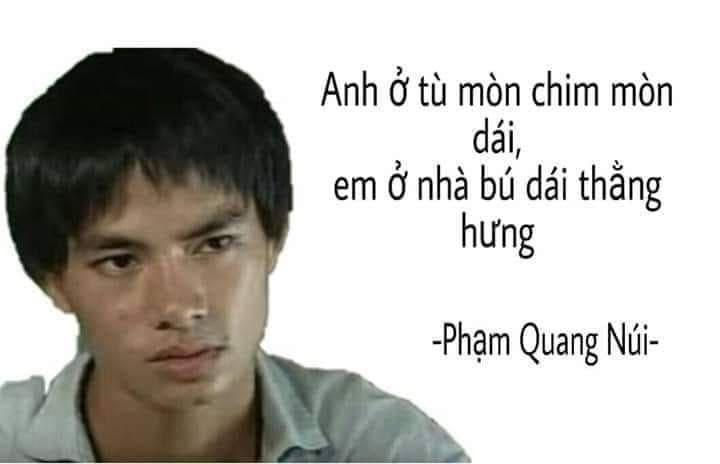 Anh ở tù mòn chim mòn
dái,
em ở nhà bú dái thằng
hưng
-Phạm Quang Núi-